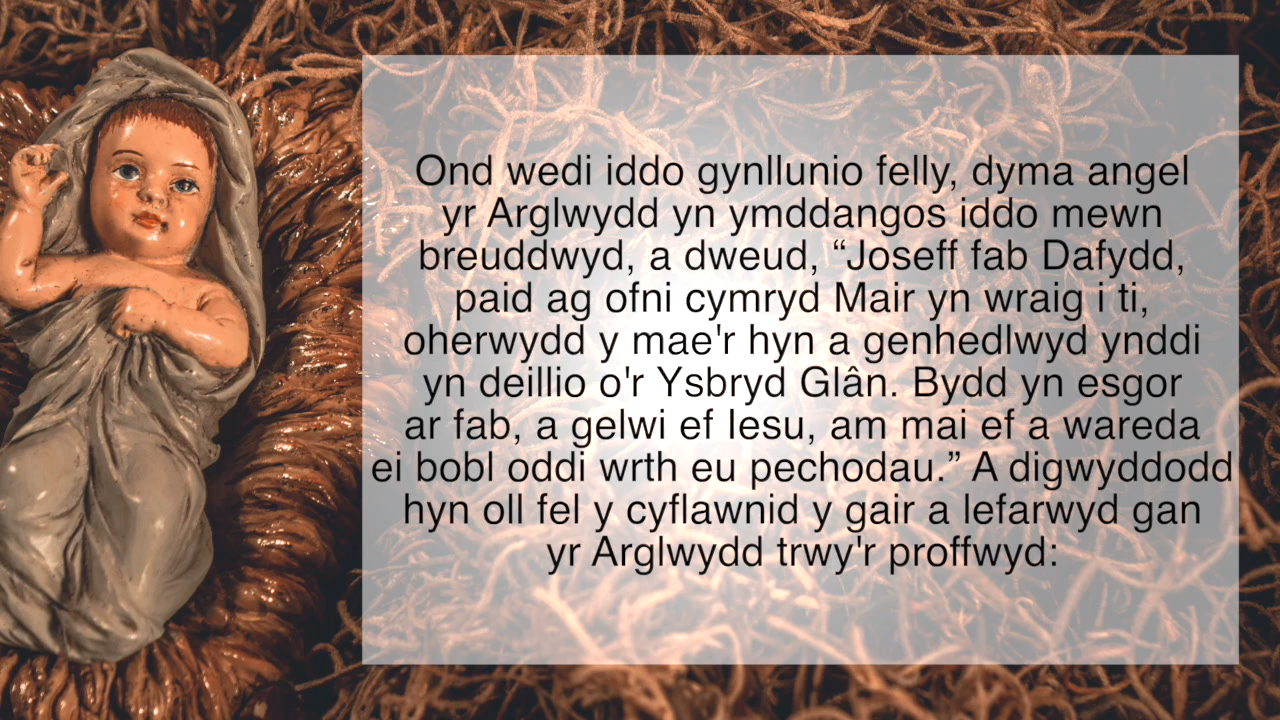 Ond wedi iddo gynllunio felly, dyma angel
yr Arglwydd yn ymddangos iddo mewn
breuddwyd, a dweud, “Joseff fab Dafydd,
paid ag ofni cymryd Mair yn wraig i ti,
oherwydd y mae'r hyn a genhedlwyd ynddi
yn deillio o'r Ysbryd Glân. Bydd yn esgor
ar fab, a gelwi ef Iesu, am mai ef a wareda
ei bobl oddi wrth eu pechodau.” A digwyddodd
hyn oll fel y cyflawnid y gair a lefarwyd gan
yr Arglwydd trwy'r proffwyd: